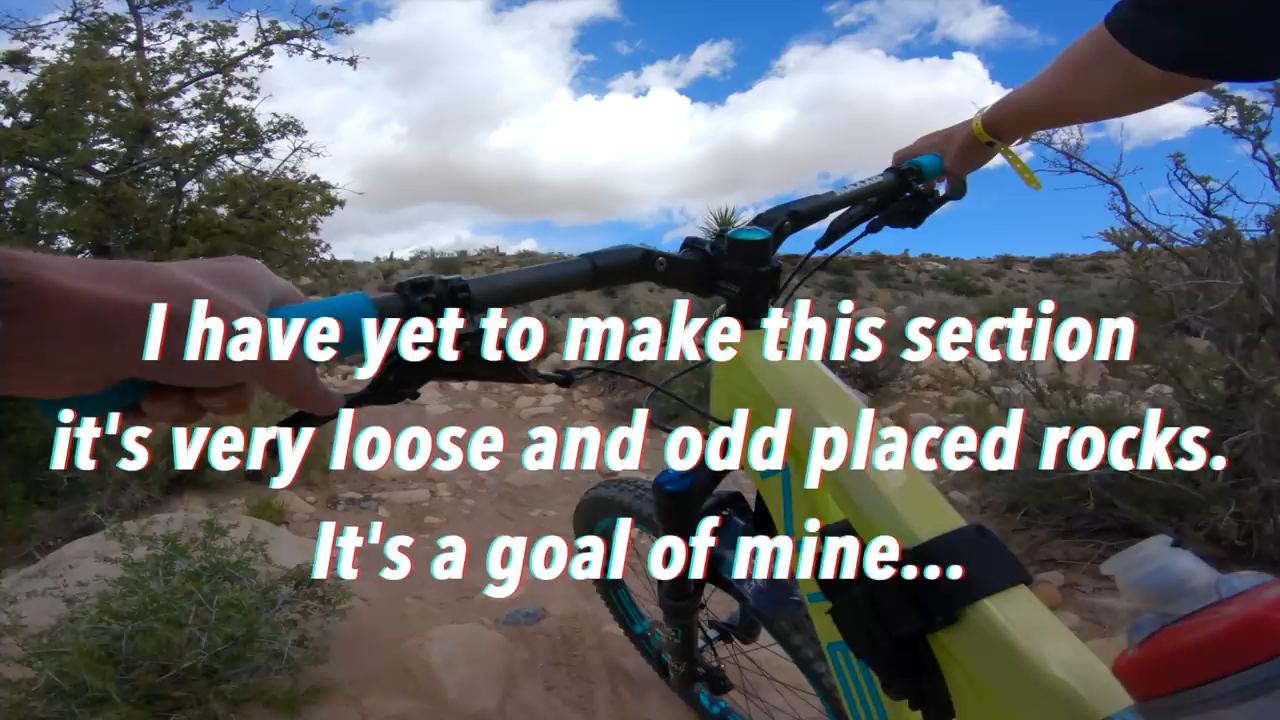 I have yet to make this section
it's very loose and odd placed rocks.
It's a goal of mine...